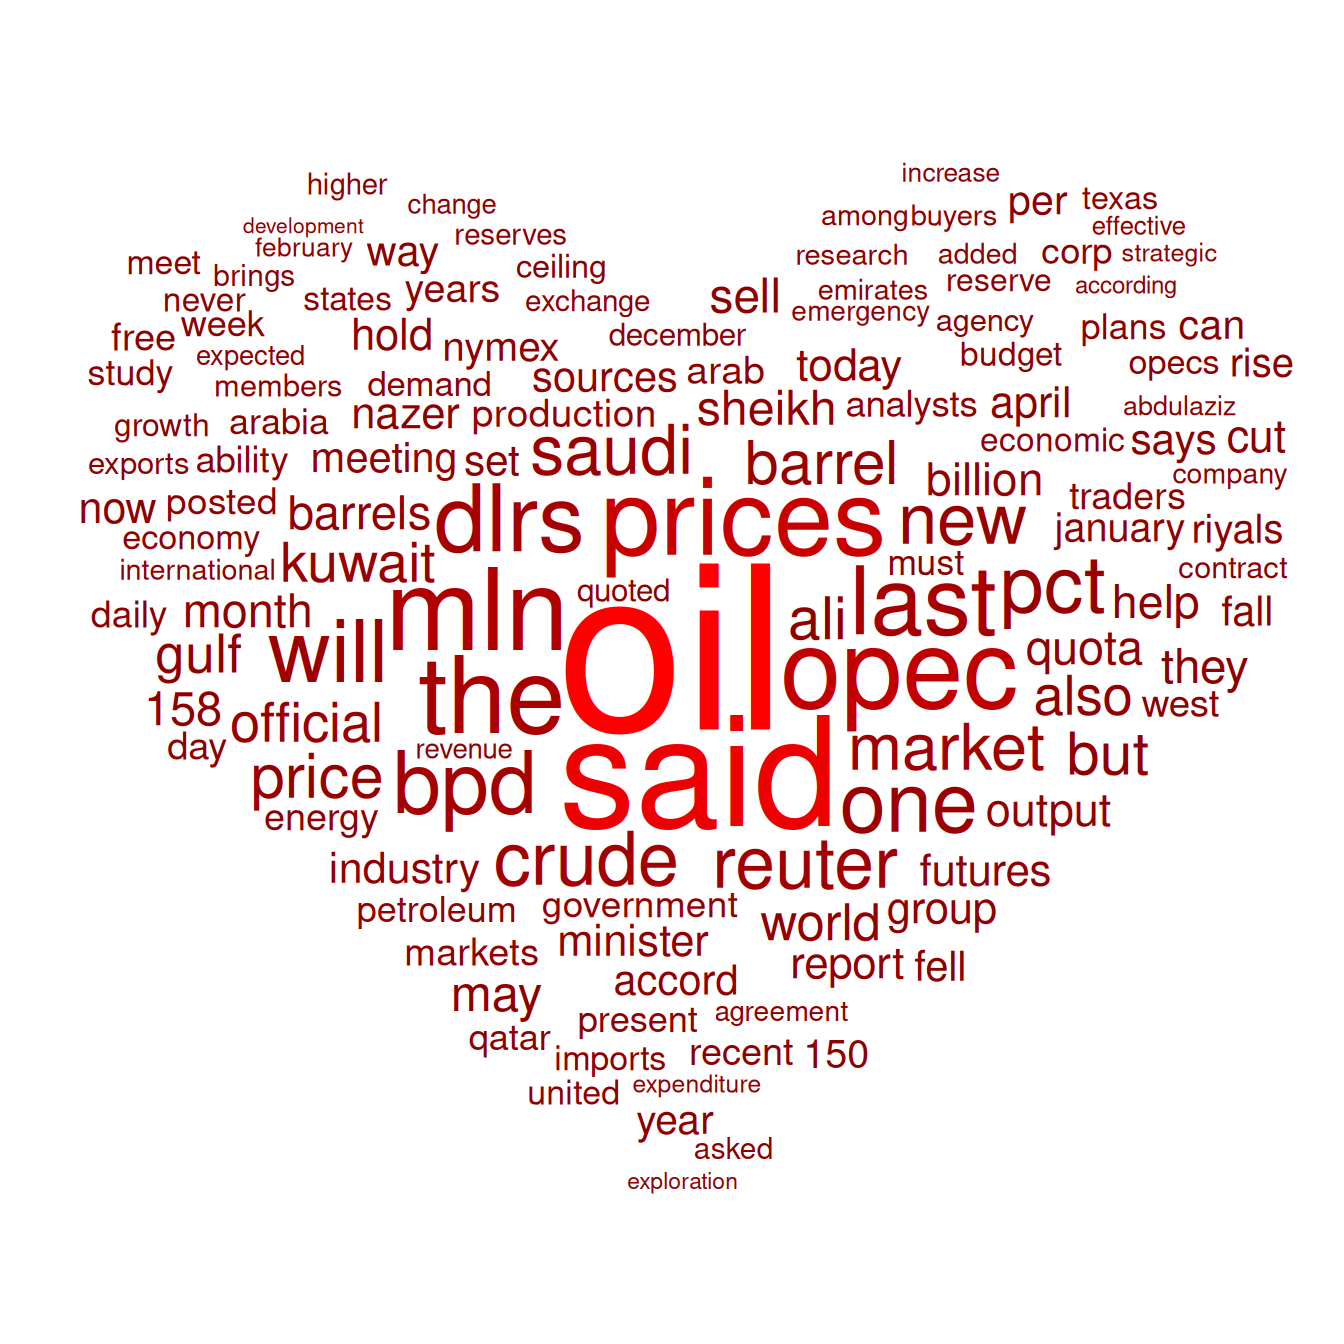 increase
higher
change
among buyers per texas
development
reserves
effective
february way
meet
ceiling
research added corp strategic
brings
years
sell
emirates reserve according
never states exchange
emergency
free week hold
december
agency
plans can
expected
nymex
budget
opecs rise
study
members demand sources arab today
growth arabia nazer production sheikh analysts april abdulaziz
exports ability meeting set saudi barrel economic says cut
billion company
now posted barrels dlrs prices new traders
economy january riyals
international kuwait quoted must contract
daily month mln oil ali last pct help fall
gulf will the opec quota they
158 official also west
day revenue said market but
price bpd one output
energy
industry crude reuter futures
petroleum government world group
markets minister report fell
may accord
present agreement
qatar imports recent 150
united expenditure
year
asked
exploration